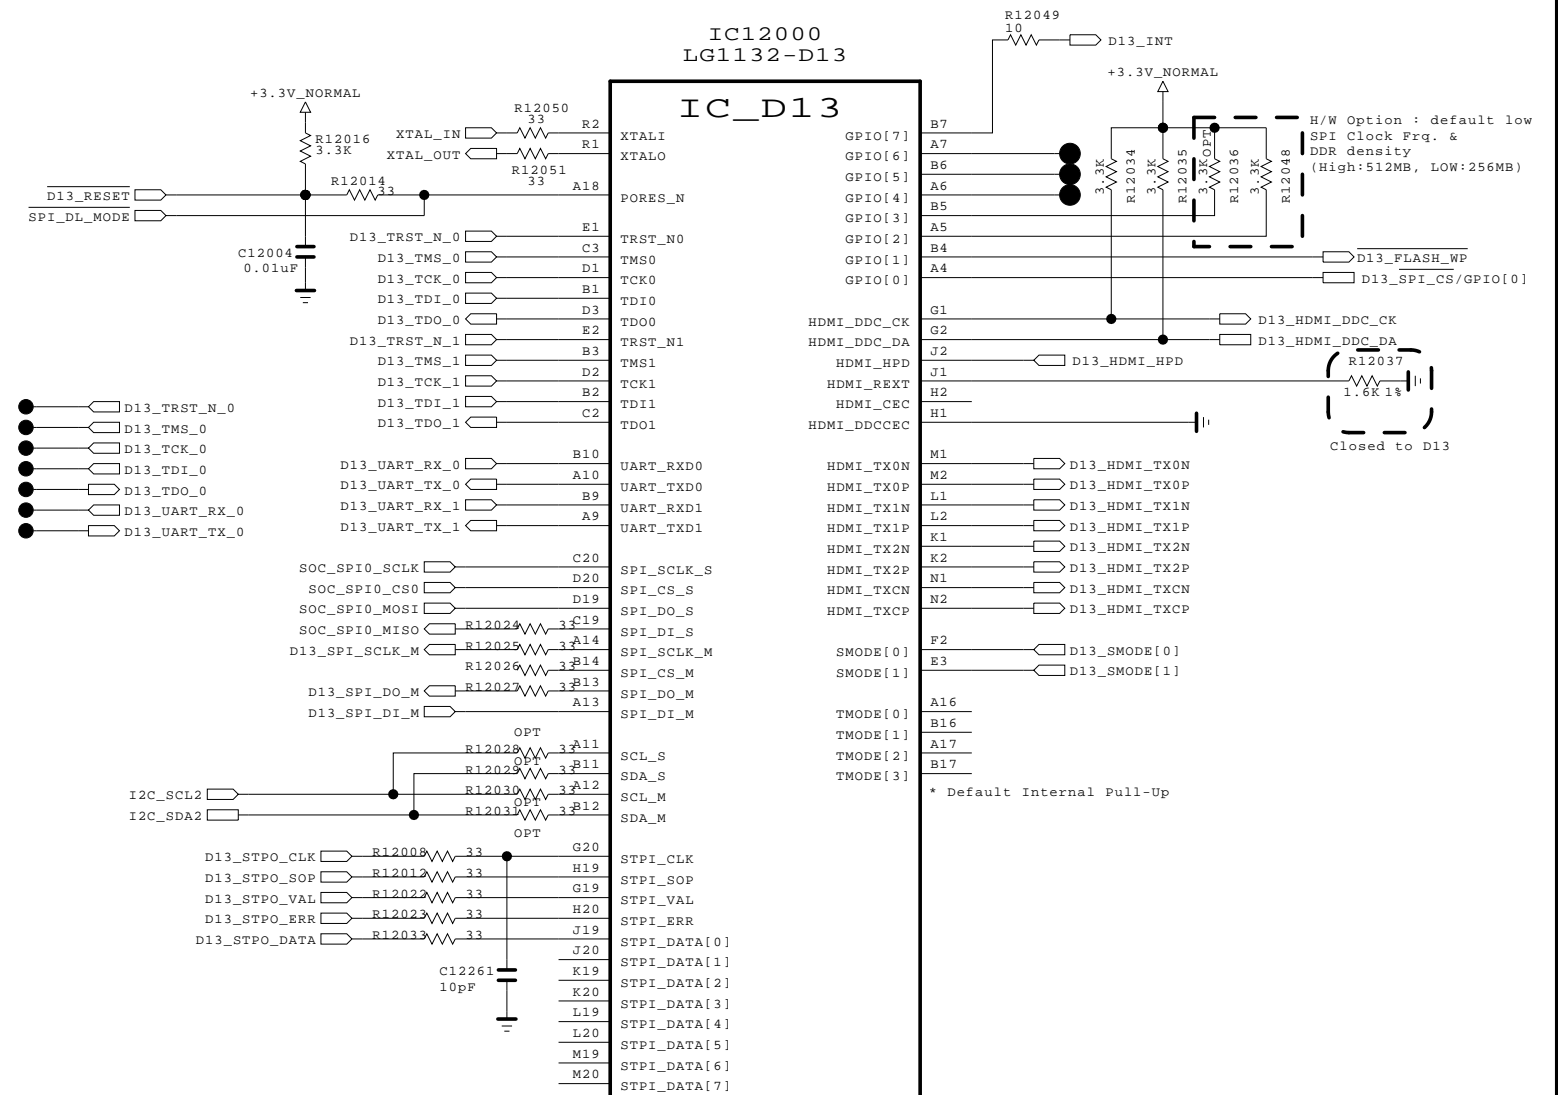 IC12000
LG1132-D13
IC_D13
R12049
10
D13_INT
+3.3V_NORMAL
+3.3V_NORMAL
R12016
3.3K
XTAL_IN
R12050
33
R2
XTALI
XTAL_OUT
R12051
33
R1
XTALO
D13_RESET
R12014
33
A18
PORES_N
SPI_DL_MODE
C12004
0.01uF
D13_TRST_N_0
E1
TRST_N0
D13_TMS_0
C3
TMS0
D13_TCK_0
D1
TCK0
D13_TDI_0
B1
TDI0
D13_TDO_0
D3
TDO0
D13_TRST_N_1
E2
TRST_N1
D13_TMS_1
B3
TMS1
D13_TCK_1
D2
TCK1
D13_TDI_1
B2
TDI1
D13_TDO_1
C2
TDO1
D13_TRST_N_0
D13_TMS_0
D13_TCK_0
D13_TDI_0
D13_TDO_0
D13_UART_RX_0
D13_UART_TX_0
D13_UART_RX_0
B10
UART_RXD0
D13_UART_TX_0
A10
UART_TXD0
D13_UART_RX_1
B9
UART_RXD1
D13_UART_TX_1
A9
UART_TXD1
SOC_SPI0_SCLK
C20
SPI_SCLK_S
SOC_SPI0_CS0
D20
SPI_CS_S
SOC_SPI0_MOSI
D19
SPI_DO_S
SOC_SPI0_MISO
R12024
33
C19
SPI_DI_S
D13_SPI_SCLK_M
R12025
33
A14
SPI_SCLK_M
R12026
33
B14
SPI_CS_M
D13_SPI_DO_M
R12027
33
B13
SPI_DO_M
D13_SPI_DI_M
A13
SPI_DI_M
OPT
R12028
33
A11
SCL_S
OPT
R12029
33
B11
SDA_S
I2C_SCL2
R12030
33
A12
SCL_M
OPT
I2C_SDA2
R12031
33
B12
SDA_M
OPT
D13_STPO_CLK
R12008
33
G20
STPI_CLK
D13_STPO_SOP
R12012
33
H19
STPI_SOP
D13_STPO_VAL
R12022
33
G19
STPI_VAL
D13_STPO_ERR
R12023
33
H20
STPI_ERR
D13_STPO_DATA
R12033
33
J19
STPI_DATA[0]
J20
STPI_DATA[1]
C12261
10pF
K19
STPI_DATA[2]
K20
STPI_DATA[3]
L19
STPI_DATA[4]
L20
STPI_DATA[5]
M19
STPI_DATA[6]
M20
STPI_DATA[7]
GPIO[7]
B7
GPIO[6]
A7
GPIO[5]
B6
GPIO[4]
A6
GPIO[3]
B5
GPIO[2]
A5
GPIO[1]
B4
D13_FLASH_WP
GPIO[0]
A4
D13_SPI_CS/GPIO[0]
3.3K
R12034
3.3K
R12035
3.3K
OPT
R12036
3.3K
R12048
H/W Option : default low
SPI Clock Frq. &
DDR density
(High:512MB, LOW:256MB)
HDMI_DDC_CK
G1
D13_HDMI_DDC_CK
HDMI_DDC_DA
G2
D13_HDMI_DDC_DA
HDMI_HPD
J2
D13_HDMI_HPD
HDMI_REXT
J1
R12037
1.6K 1%
HDMI_CEC
H2
HDMI_DDCCEC
H1
Closed to D13
HDMI_TX0N
M1
D13_HDMI_TX0N
HDMI_TX0P
M2
D13_HDMI_TX0P
HDMI_TX1N
L1
D13_HDMI_TX1N
HDMI_TX1P
L2
D13_HDMI_TX1P
HDMI_TX2N
K1
D13_HDMI_TX2N
HDMI_TX2P
K2
D13_HDMI_TX2P
HDMI_TXCN
N1
D13_HDMI_TXCN
HDMI_TXCP
N2
D13_HDMI_TXCP
SMODE[0]
F2
D13_SMODE[0]
SMODE[1]
E3
D13_SMODE[1]
TMODE[0]
A16
TMODE[1]
B16
TMODE[2]
A17
TMODE[3]
B17
* Default Internal Pull-Up